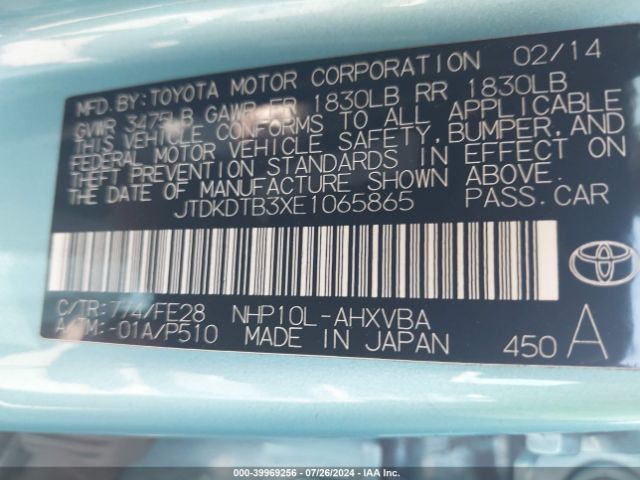 MFD.BY:TOYOTA MOTOR CORPORATION 02/14
GVWR 3475LB GAWR FR 1830LB RR 1830LB
THIS VEHICLE CONFORMS TO ALL APPLICABLE
FEDERAL MOTOR VEHICLE SAFETY,BUMPER,AND
THEFT PREVENTION STANDARDS IN EFFECT ON
THE DATE OF MANUFACTURE SHOWN ABOVE.
JTDKDTB3XE1065865 PASS.CAR
C/TR:774/FE28 NHP10L-AHXVBA
A/TM:-01A/P510 MADE IN JAPAN 450 A
000-39969256 - 07/26/2024 - IAA Inc.